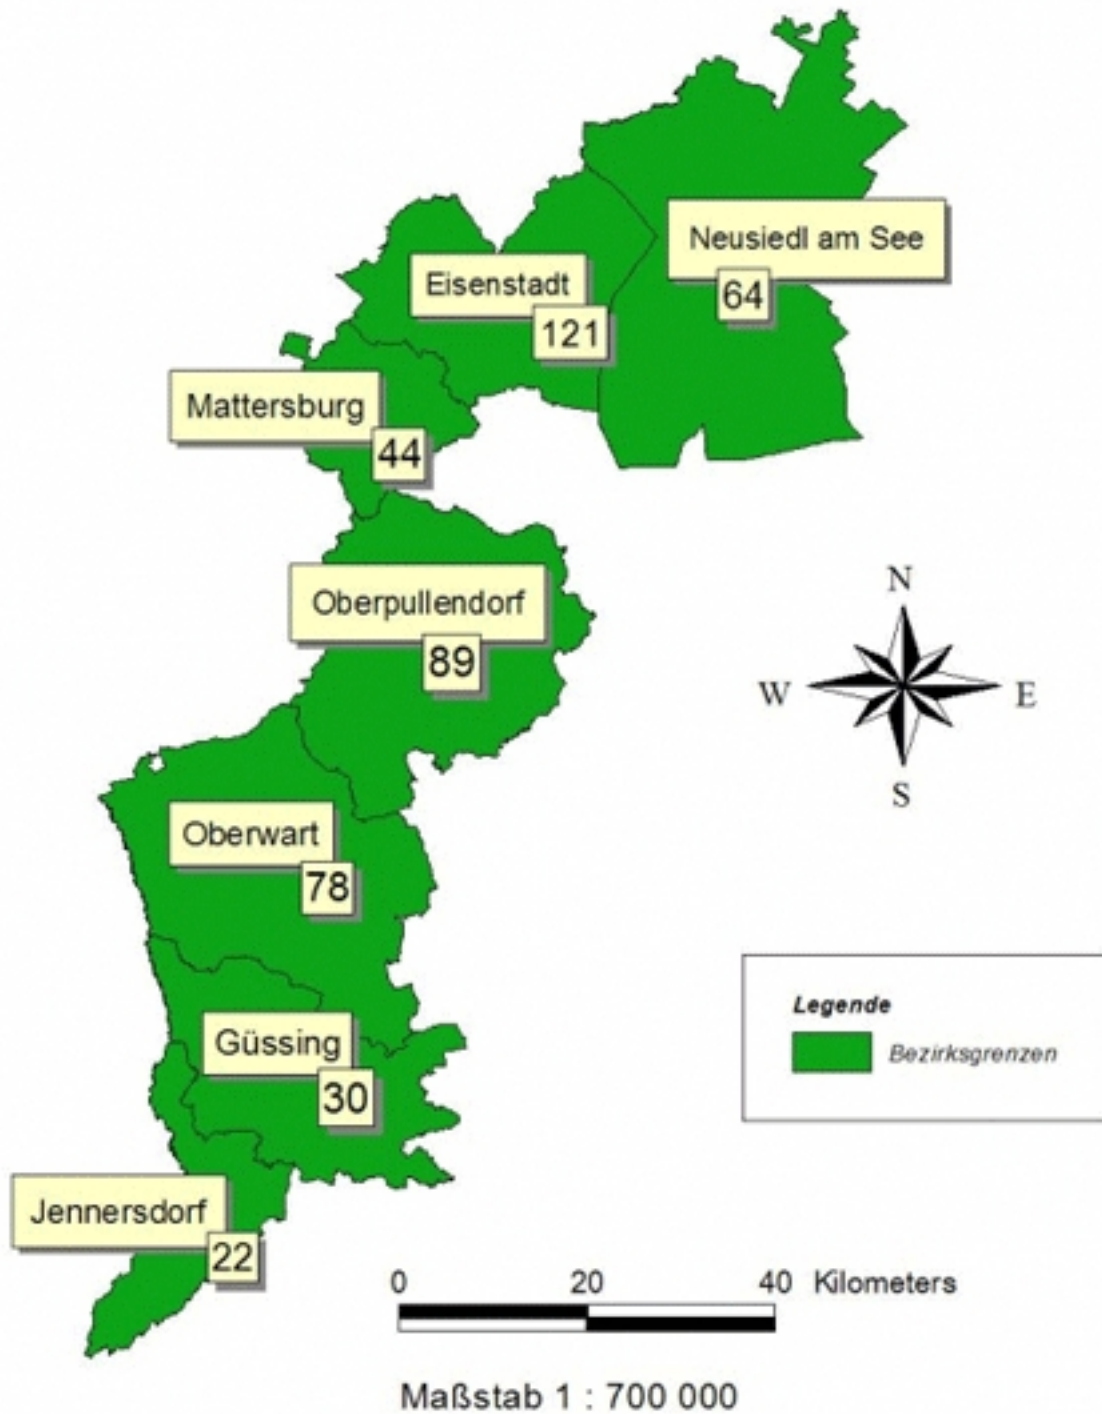 Neusiedl am See
64
Eisenstadt
121
Mattersburg
44
Oberpullendorf
89
N
W E
S
Oberwart
78
Legende
Bezirksgrenzen
Güssing
30
Jennersdorf
22
0 20 40 Kilometers
Maßstab 1 : 700 000